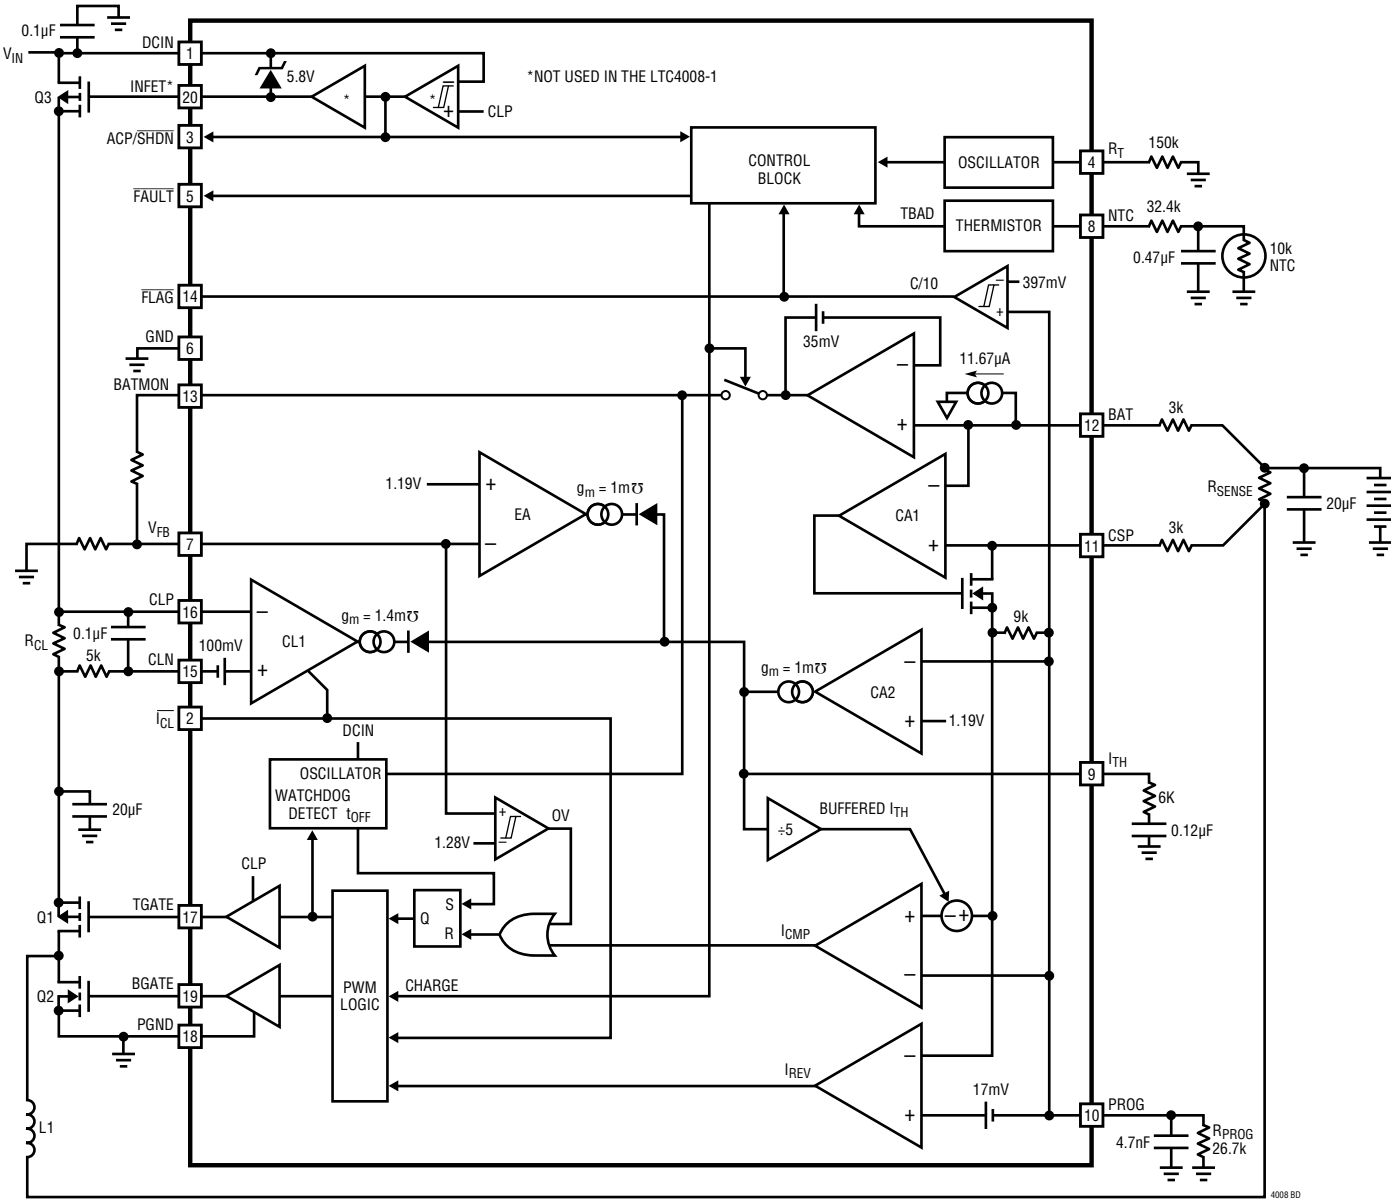 0.1µF
VIN
DCIN
1
5.8V
*NOT USED IN THE LTC4008-1
INFET*
20
*
*
−
+
CLP
Q3
ACP/SHDN
3
CONTROL
BLOCK
OSCILLATOR
4
RT
150k
FAULT
5
TBAD
THERMISTOR
8
NTC
32.4k
0.47µF
10k
NTC
FLAG
14
C/10
−
397mV
+
GND
6
35mV
−
11.67µA
BATMON
13
+
12
BAT
3k
1.19V
+
EA
gm = 1m℧
−
CA1
+
RSENSE
20µF
VFB
7
−
11
CSP
3k
CLP
16
−
gm = 1.4m℧
CL1
RCL
0.1µF
5k
CLN
15
100mV
+
9k
gm = 1m℧
−
CA2
+
1.19V
ICL
2
DCIN
OSCILLATOR
WATCHDOG
DETECT tOFF
9
ITH
6K
0.12µF
20µF
+
OV
1.28V
−
÷5
BUFFERED ITH
CLP
TGATE
17
Q1
Q
S
R
ICMP
+
−
+
−
BGATE
19
Q2
PWM
LOGIC
CHARGE
PGND
18
IREV
−
+
17mV
10
PROG
4.7nF
RPROG
26.7k
L1
4008 BD